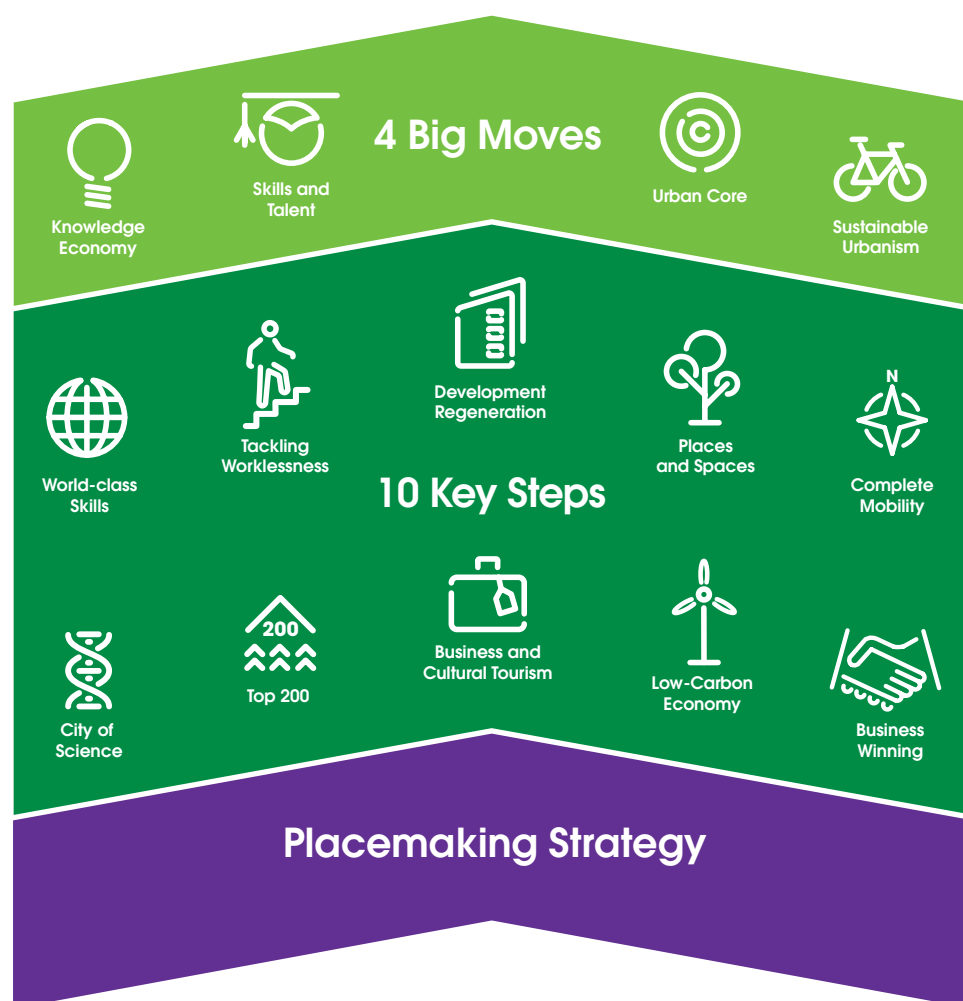 4 Big Moves
Knowledge
Economy
Skills and
Talent
Urban Core
Sustainable
Urbanism
10 Key Steps
World-class
Skills
Tackling
Worklessness
Development
Regeneration
Places
and Spaces
N
Complete
Mobility
City of
Science
200
Top 200
Business and
Cultural Tourism
Low-Carbon
Economy
Business
Winning
Placemaking Strategy